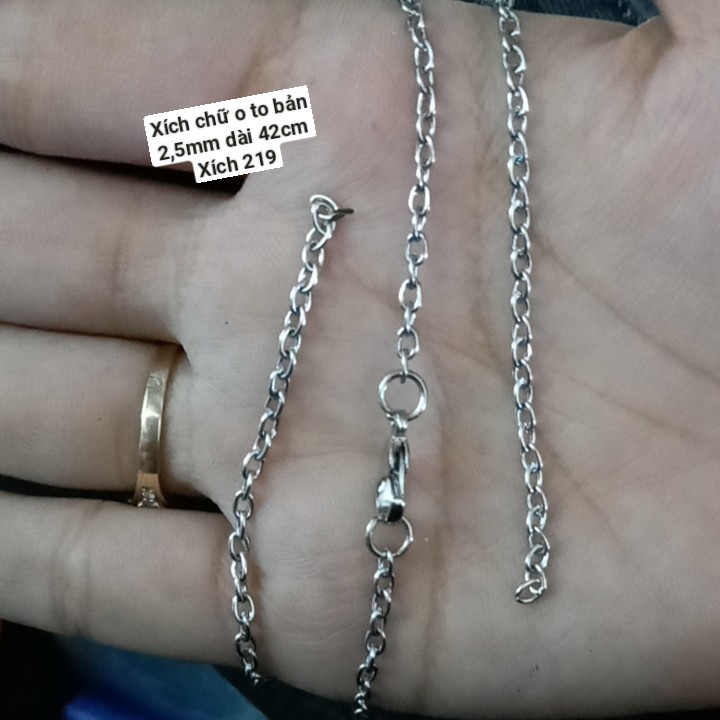 Xích chữ o to bản
2,5mm dài 42cm
Xích 219